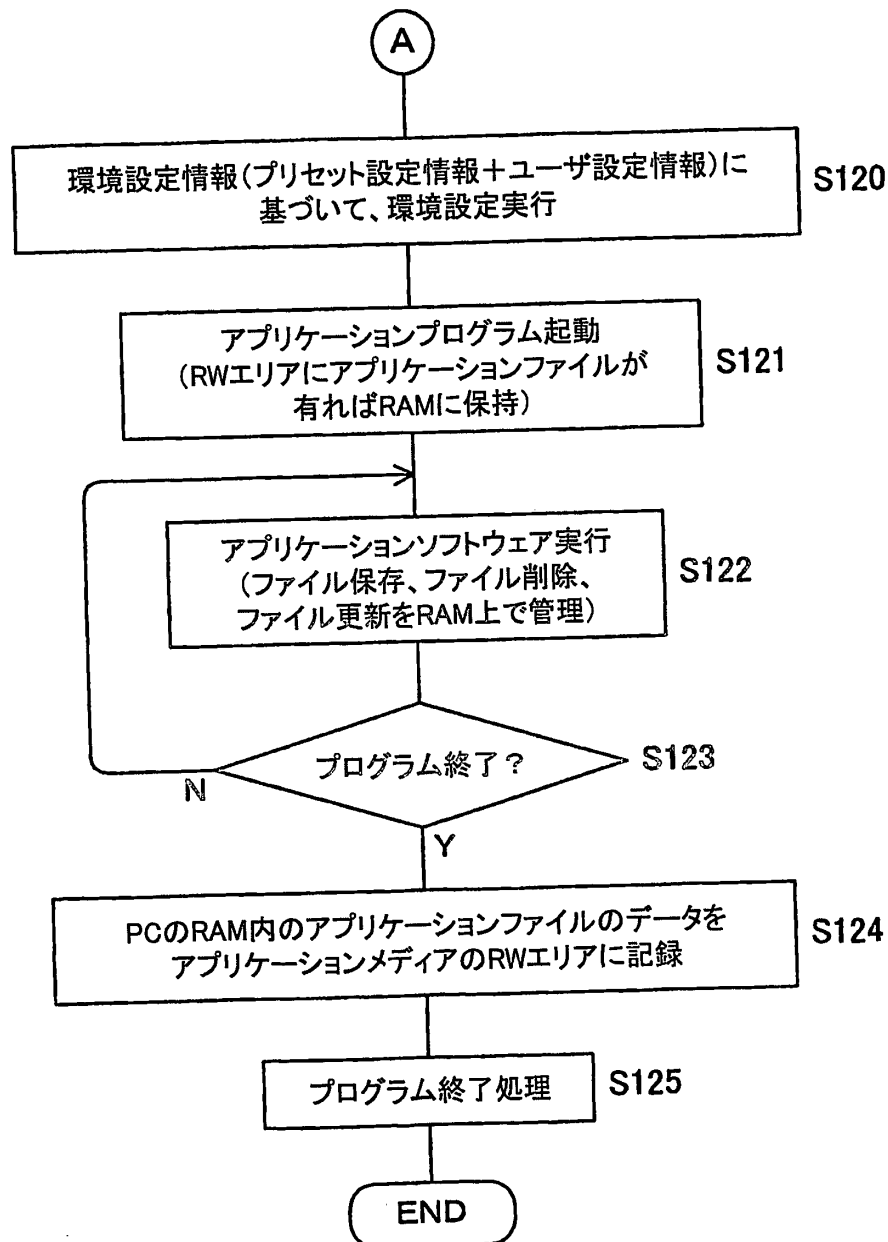 A
環境設定情報(プリセット設定情報+ユーザ設定情報)に
基づいて、環境設定実行
S120
アプリケーションプログラム起動
(RWエリアにアプリケーションファイルが
有ればRAMに保持)
S121
アプリケーションソフトウェア実行
(ファイル保存、ファイル削除、
ファイル更新をRAM上で管理)
S122
プログラム終了?
S123
N
Y
PCのRAM内のアプリケーションファイルのデータを
アプリケーションメディアのRWエリアに記録
S124
プログラム終了処理
S125
END